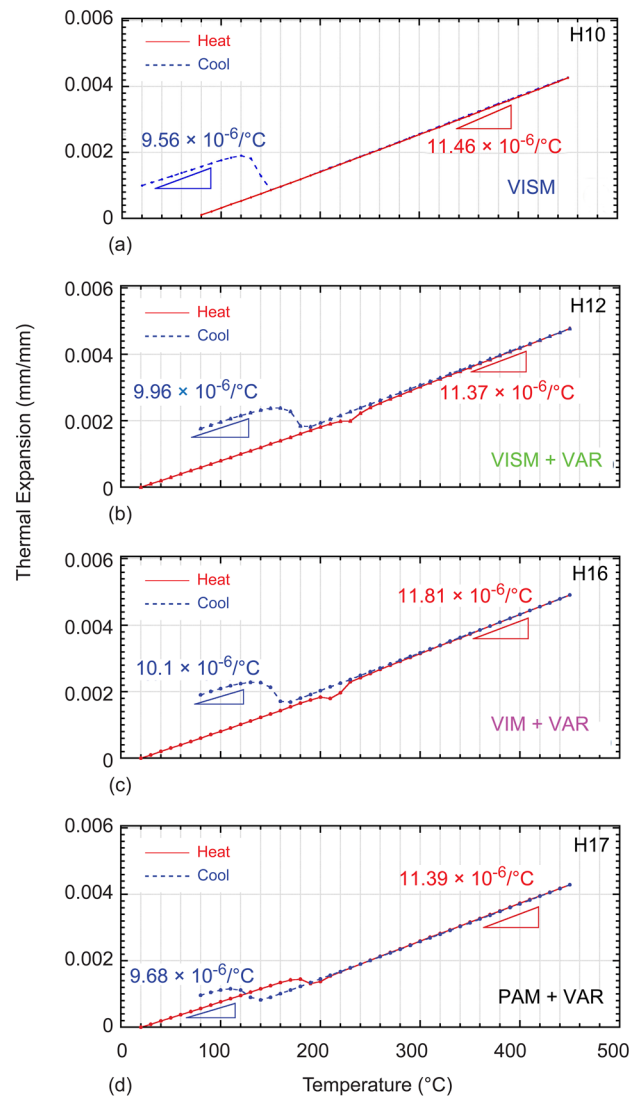 0.006
H10
Heat
Cool
0.004
9.56 × 10-6/°C
11.46 × 10-6/°C
0.002
VISM
0
(a)
0.006
H12
Heat
Cool
0.004
9.96 × 10-6/°C
11.37 × 10-6/°C
0.002
VISM + VAR
0
(b)
Thermal Expansion (mm/mm)
0.006
H16
Heat
Cool
11.81 × 10-6/°C
0.004
10.1 × 10-6/°C
0.002
VIM + VAR
0
(c)
0.006
H17
Heat
Cool
11.39 × 10-6/°C
0.004
9.68 × 10-6/°C
0.002
PAM + VAR
0
0 100 200 300 400 500
(d)
Temperature (°C)